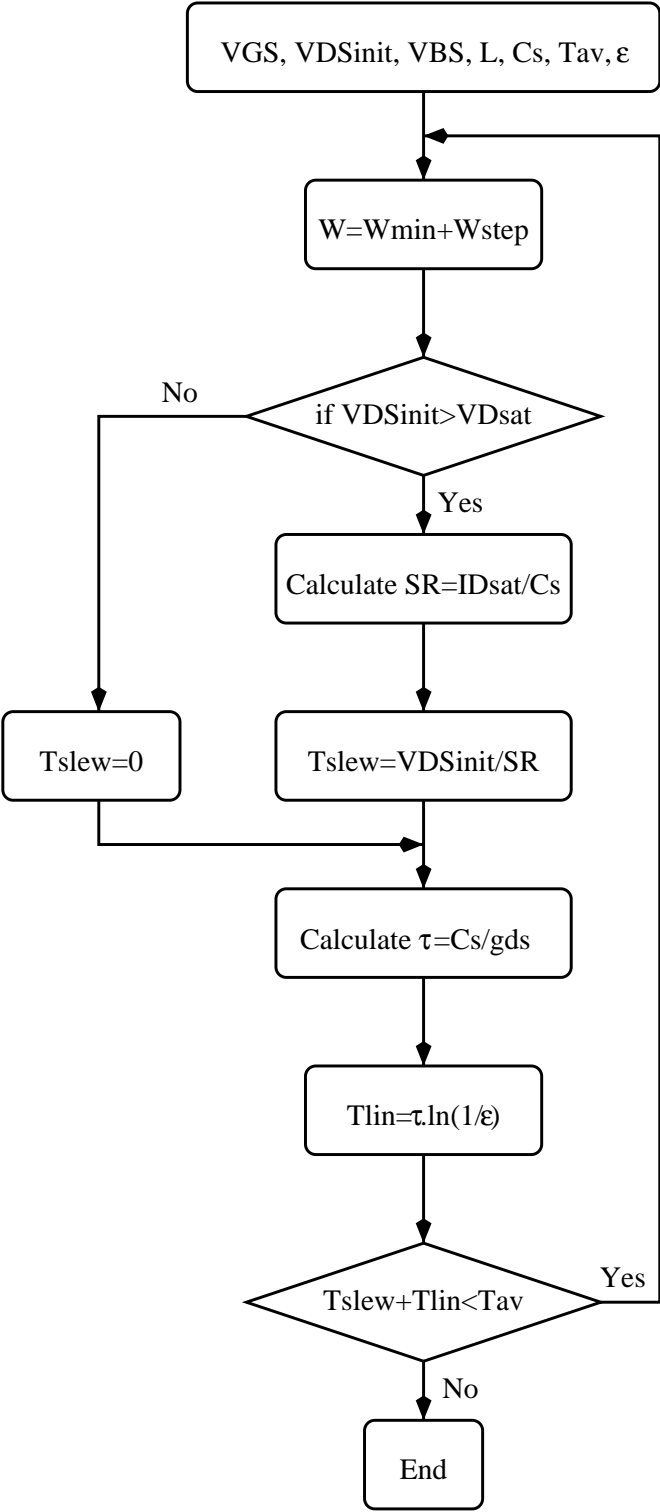 VGS, VDSinit, VBS, L, Cs, Tav, ε
W=Wmin+Wstep
No
if VDSinit>VDsat
Yes
Calculate SR=IDsat/Cs
Tslew=0
Tslew=VDSinit/SR
Calculate τ=Cs/gds
Tlin=τ.ln(1/ε)
Tslew+Tlin<Tav
Yes
No
End